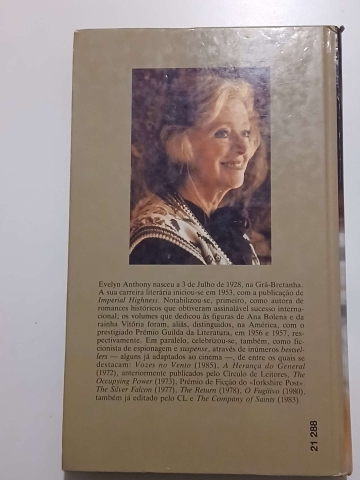 Evelyn Anthony nasceu a 3 de Julho de 1928, na Grã-Bretanha.
A sua carreira literária iniciou-se em 1953, com a publicação de
Imperial Highness. Notabilizou-se, primeiro, como autora de
romances históricos que obtiveram assinalável sucesso interna-
cional; os volumes que dedicou às figuras de Ana Bolena e da
rainha Vitória foram, aliás, distinguidos, na América, com o
prestigiado Prémio Guilda da Literatura, em 1956 e 1957, res-
pectivamente. Em paralelo, celebrizou-se, também, como fic-
cionista de espionagem e suspense, através de inúmeros bestsel-
lers — alguns já adaptados ao cinema —, de entre os quais se
destacam: Vozes no Vento (1985), A Herança do General
(1972), anteriormente publicados pelo Círculo de Leitores, The
Occupying Power (1973), Prémio de Ficção do «Yorkshire Post»
The Silver Falcon (1977), The Return (1978), O Fugitivo (1980),
também já editado pelo CL e The Company of Saints (1983)
21 288